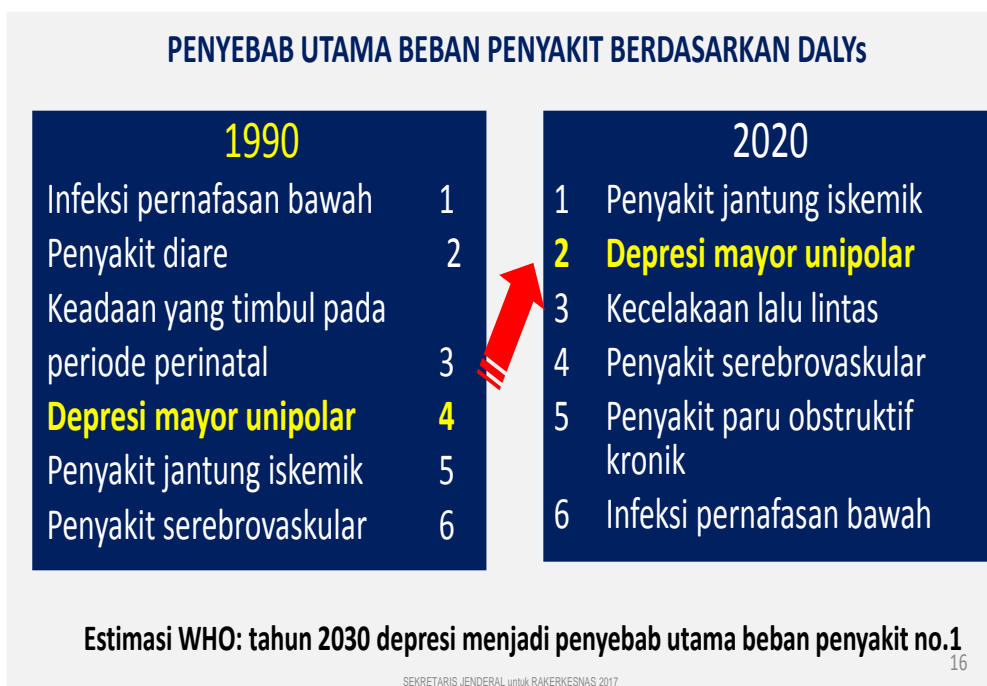 PENYEBAB UTAMA BEBAN PENYAKIT BERDASARKAN DALYs
1990
Infeksi pernafasan bawah 1
Penyakit diare 2
Keadaan yang timbul pada
periode perinatal 3
Depresi mayor unipolar 4
Penyakit jantung iskemik 5
Penyakit serebrovaskular 6
2020
1 Penyakit jantung iskemik
2 Depresi mayor unipolar
3 Kecelakaan lalu lintas
4 Penyakit serebrovaskular
5 Penyakit paru obstruktif
kronik
6 Infeksi pernafasan bawah
Estimasi WHO: tahun 2030 depresi menjadi penyebab utama beban penyakit no.1
16
SEKRETARIS JENDERAL untuk RAKERKESNAS 2017